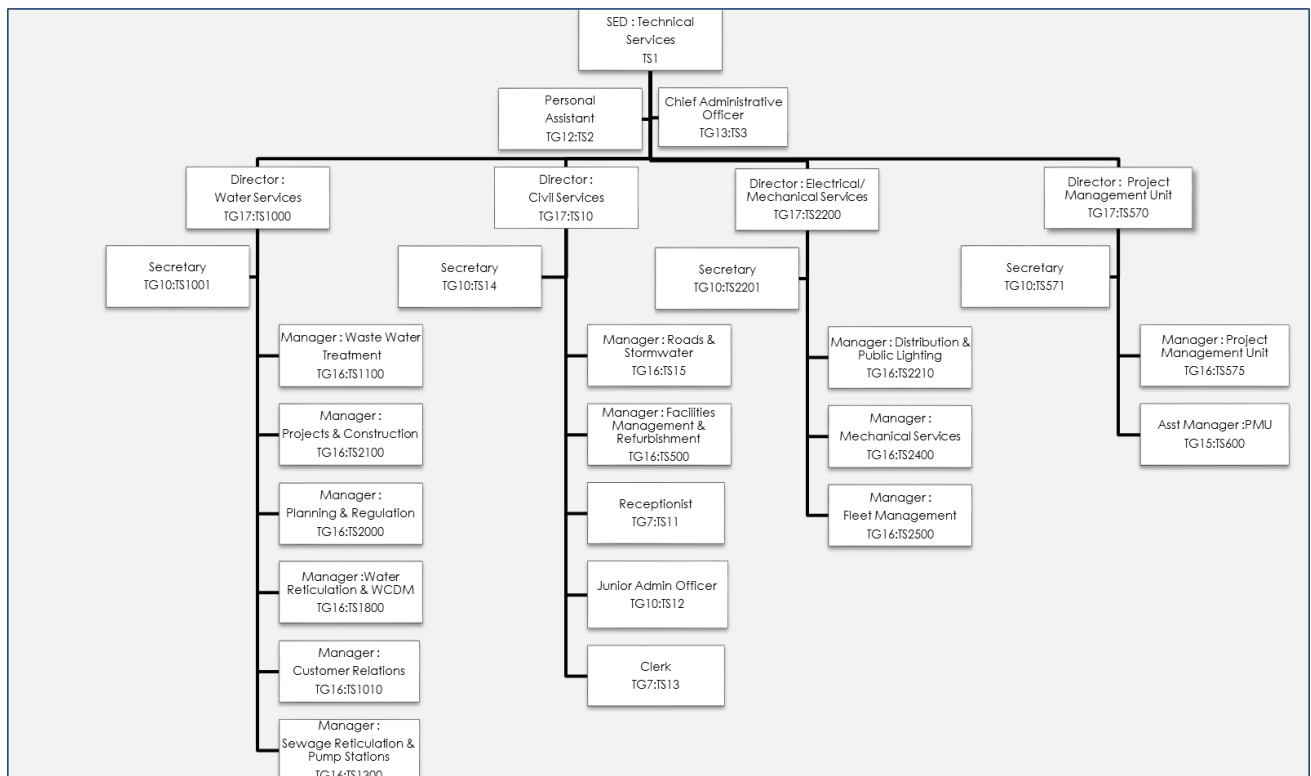 SED : Technical
Services
TS1
Personal
Assistant
TG12:TS2
Chief Administrative
Officer
TG13:TS3
Director :
Water Services
TG17:TS1000
Director :
Civil Services
TG17:TS10
Director : Electrical/
Mechanical Services
TG17:TS2200
Director : Project
Management Unit
TG17:TS570
Secretary
TG10:TS1001
Secretary
TG10:TS14
Secretary
TG10:TS2201
Secretary
TG10:TS571
Manager : Waste Water
Treatment
TG16:TS1100
Manager :
Projects & Construction
TG16:TS2100
Manager :
Planning & Regulation
TG16:TS2000
Manager :Water
Reticulation & WCDM
TG16:TS1800
Manager :
Customer Relations
TG16:TS1010
Manager :
Sewage Reticulation &
Pump Stations
TG16:TS1300
Manager : Roads &
Stormwater
TG16:TS15
Manager : Facilities
Management &
Refurbishment
TG16:TS500
Receptionist
TG7:TS11
Junior Admin Officer
TG10:TS12
Clerk
TG7:TS13
Manager : Distribution &
Public Lighting
TG16:TS2210
Manager :
Mechanical Services
TG16:TS2400
Manager :
Fleet Management
TG16:TS2500
Manager : Project
Management Unit
TG16:TS575
Asst Manager :PMU
TG15:TS600